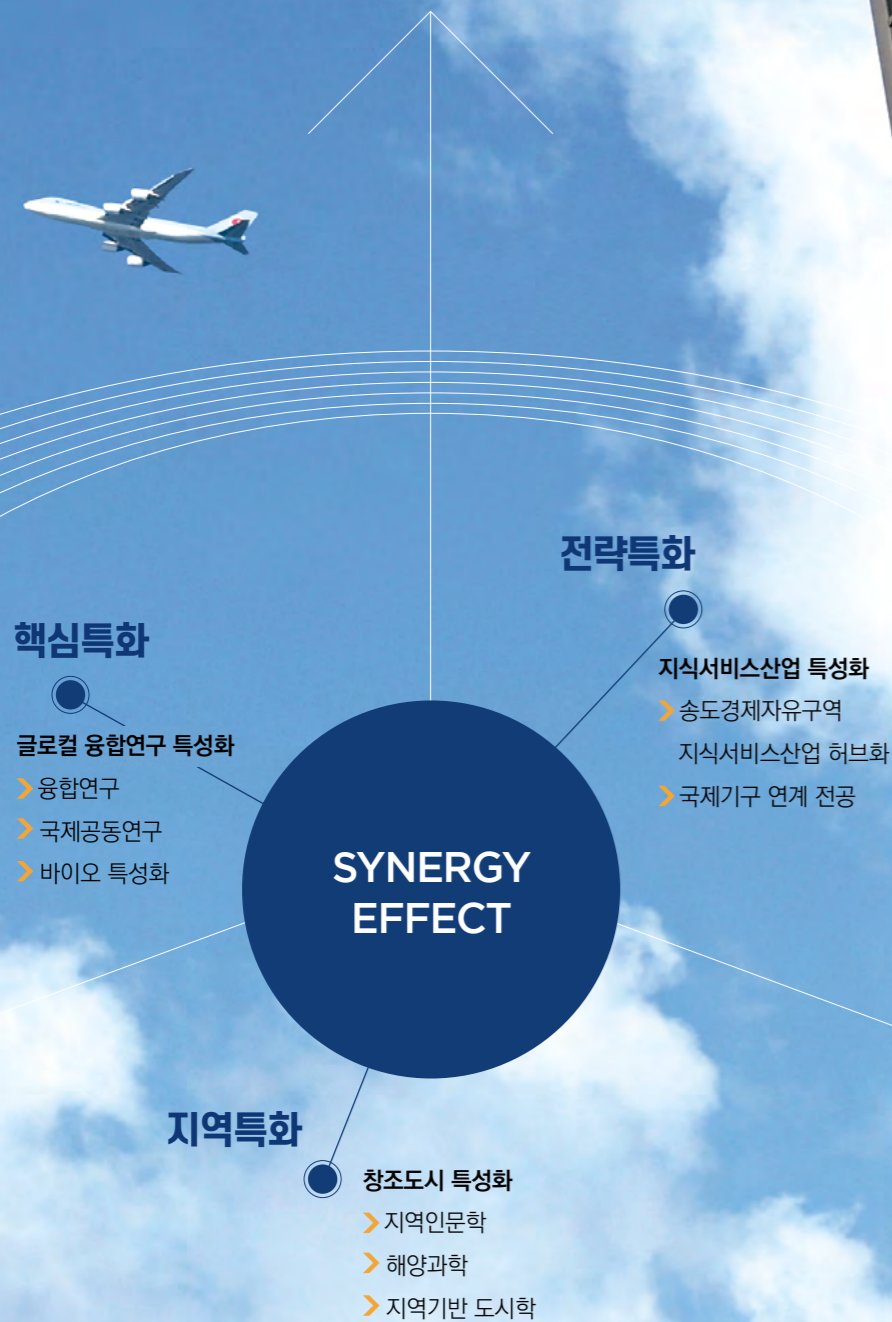 전략특화
지식서비스산업 특성화
송도경제자유구역
지식서비스산업 허브화
국제기구 연계 전공
핵심특화
글로컬 융합연구 특성화
융합연구
국제공동연구
바이오 특성화
SYNERGY
EFFECT
지역특화
창조도시 특성화
지역인문학
해양과학
지역기반 도시학